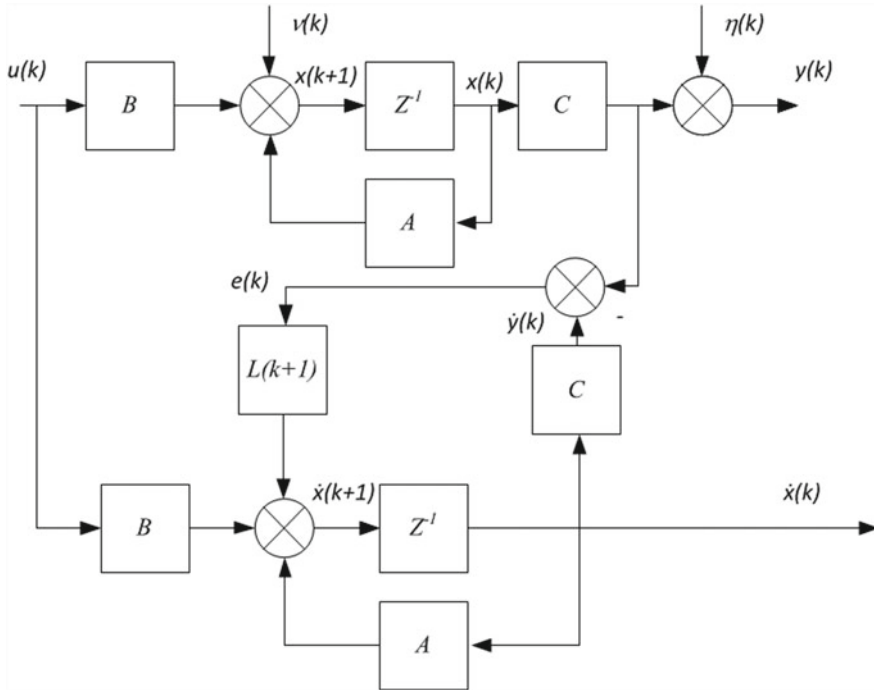 ν(k)
η(k)
u(k)
x(k+1)
x(k)
y(k)
B
Z⁻¹
C
A
e(k)
ẏ(k)
-
L(k+1)
C
ẋ(k+1)
ẋ(k)
B
Z⁻¹
A